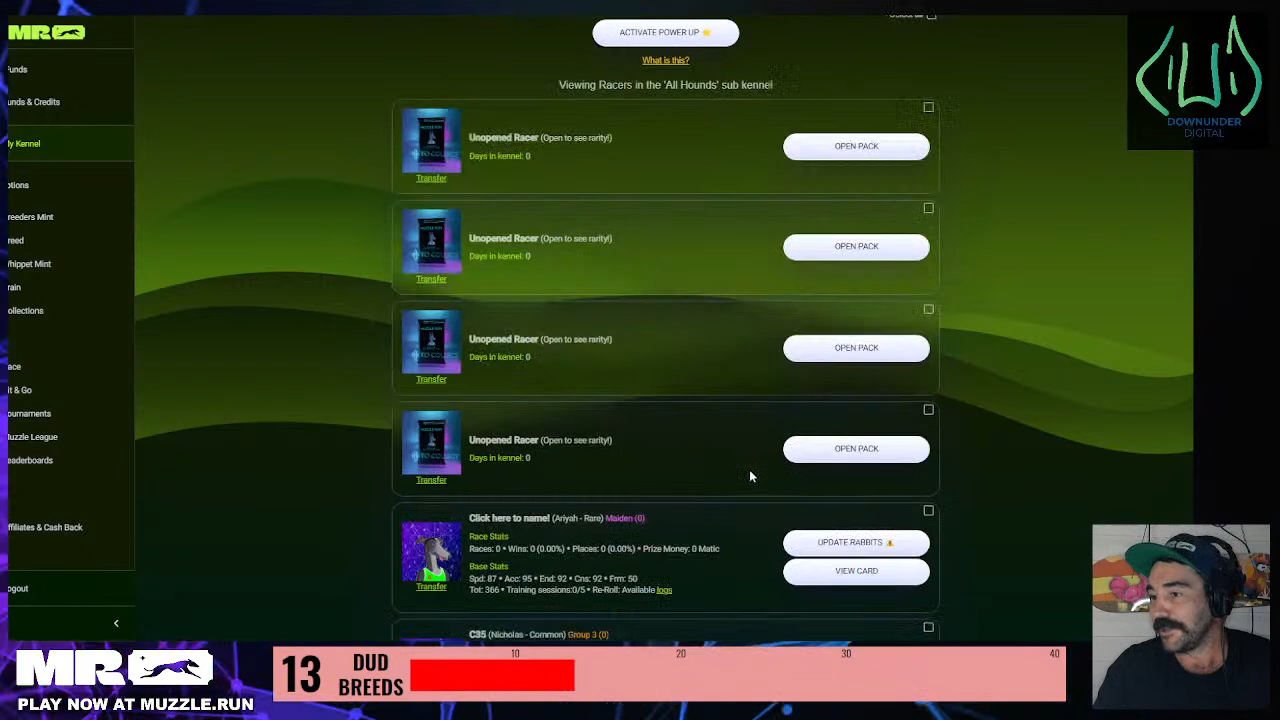 MR
Funds
unds & Credits
y Kennel
ptions
reeders Mint
reed
hippet Mint
rain
ollections
ace
it & Go
ournaments
uzzle League
eaderboards
ffiliates & Cash Back
ogout
ACTIVATE POWER UP
What is this?
Viewing Racers in the 'All Hounds' sub kennel
Unopened Racer (Open to see rarity!)
Days in kennel: 0
Transfer
OPEN PACK
Unopened Racer (Open to see rarity!)
Days in kennel: 0
Transfer
OPEN PACK
Unopened Racer (Open to see rarity!)
Days in kennel: 0
Transfer
OPEN PACK
Unopened Racer (Open to see rarity!)
Days in kennel: 0
Transfer
OPEN PACK
Click here to name! (Ariyah - Rare) Maiden (0)
Race Stats
Races: 0 • Wins: 0 (0.00%) • Places: 0 (0.00%) • Prize Money: 0 Matic
Base Stats
Spd: 87 • Acc: 95 • End: 92 • Cns: 92 • Frm: 50
Tot: 366 • Training sessions:0/5 • Re-Roll: Available logs
Transfer
UPDATE RABBITS
VIEW CARD
C35 (Nicholas - Common) Group 3 (0)
DOWNUNDER
DIGITAL
MR
PLAY NOW AT MUZZLE.RUN
13 DUD BREEDS
10 20 30 40